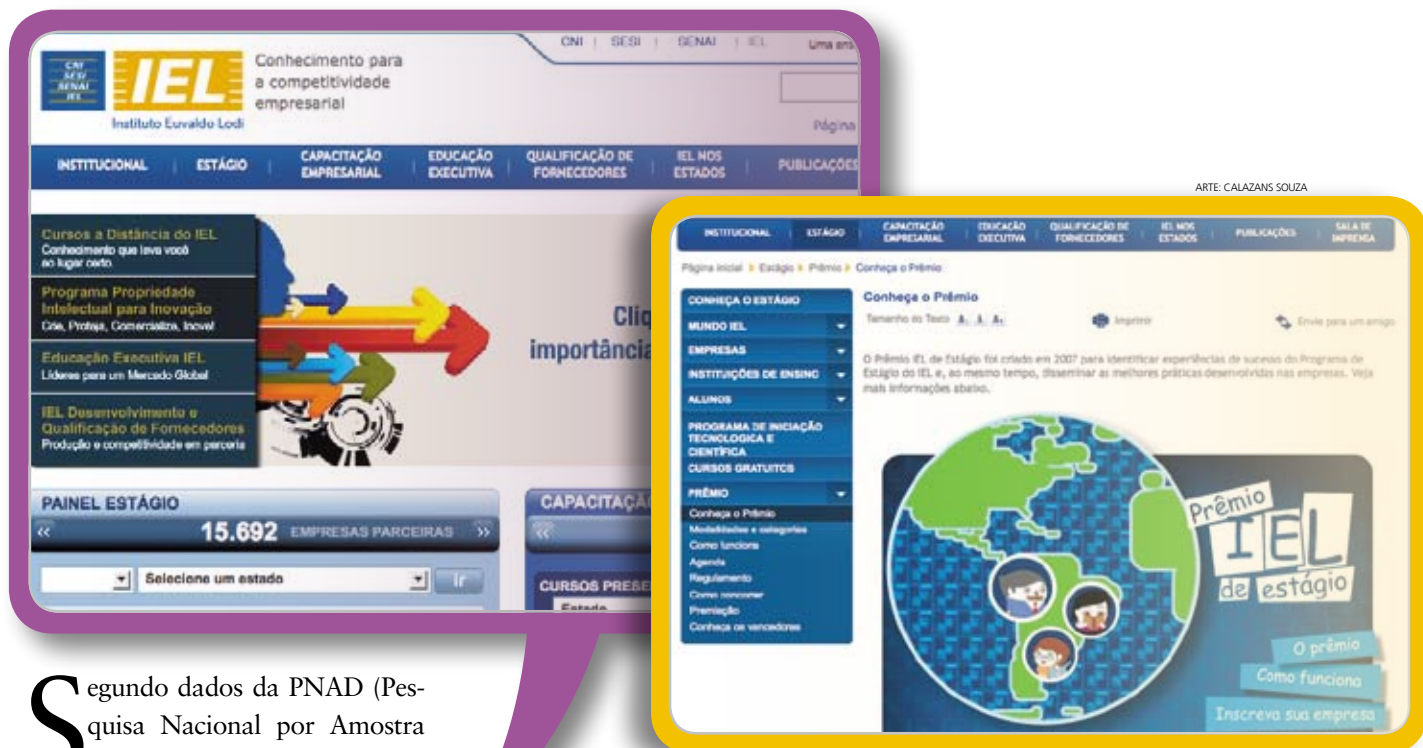 CNI | SESI | SENAI | IEL
Uma
CNI
SESI
SENAI
IEL
IEL
Conhecimento para
a competitividade
empresarial
Instituto Euvaldo Lodi
Página
INSTITUCIONAL | ESTÁGIO | CAPACITAÇÃO EMPRESARIAL | EDUCAÇÃO EXECUTIVA | QUALIFICAÇÃO DE FORNECEDORES | IEL NOS ESTADOS | PUBLICAÇÕES
Cursos a Distância do IEL
Conhecimento que leva você
ao lugar certo.
Programa Propriedade
Intelectual para Inovação
Crie, Proteja, Comercialize, Inove!
Educação Executiva IEL
Líderes para um Mercado Global
IEL Desenvolvimento e
Qualificação de Fornecedores
Produção e competitividade em parceria
Cliq
importância
PAINEL ESTÁGIO
15.692 EMPRESAS PARCEIRAS
Selecione um estado
Ir
CAPACITAÇÃ
CURSOS PRESE
Estado
ARTE: CALAZANS SOUZA
INSTITUCIONAL | ESTÁGIO | CAPACITAÇÃO EMPRESARIAL | EDUCAÇÃO EXECUTIVA | QUALIFICAÇÃO DE FORNECEDORES | IEL NOS ESTADOS | PUBLICAÇÕES | SALA DE IMPRENSA
Página inicial Estágio Prêmio Conheça o Prêmio
CONHEÇA O ESTÁGIO
MUNDO IEL
EMPRESAS
INSTITUIÇÕES DE ENSINO
ALUNOS
PROGRAMA DE INICIAÇÃO
TECNOLOGICA E
CIENTÍFICA
CURSOS GRATUITOS
PRÊMIO
Conheça o Prêmio
Modalidades e categorias
Como funciona
Agenda
Regulamento
Como concorrer
Premiação
Conheça os vencedores
Conheça o Prêmio
Tamanho do Texto A A A
Imprimir
Envie para um amigo
O Prêmio IEL de Estágio foi criado em 2007 para identificar experiências de sucesso do Programa de
Estágio do IEL e, ao mesmo tempo, disseminar as melhores práticas desenvolvidas nas empresas. Veja
mais informações abaixo.
Prêmio
IEL
de estágio
O prêmio
Como funciona
Inscreva sua empresa
Segundo dados da PNAD (Pes-
quisa Nacional por Amostra